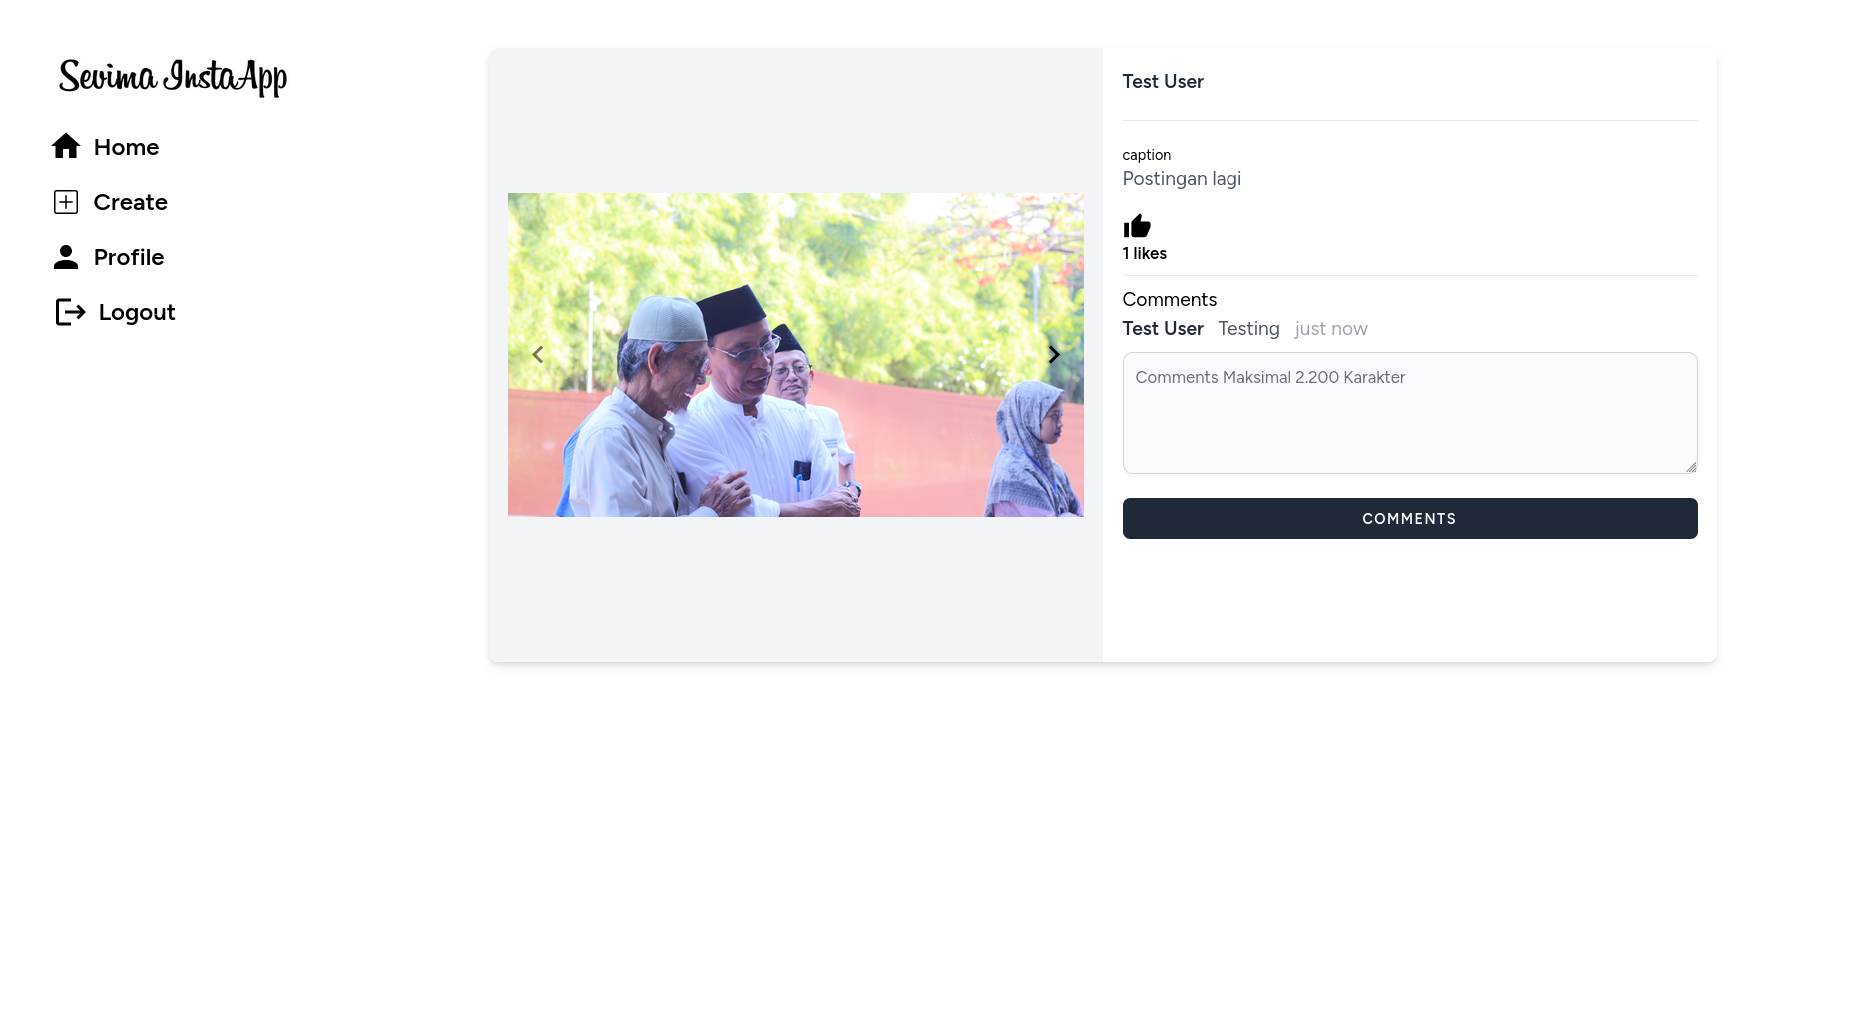 Sevima InstaApp
Home
Create
Profile
Logout
Test User
caption
Postingan lagi
1 likes
Comments
Test User Testing just now
Comments Maksimal 2.200 Karakter
COMMENTS